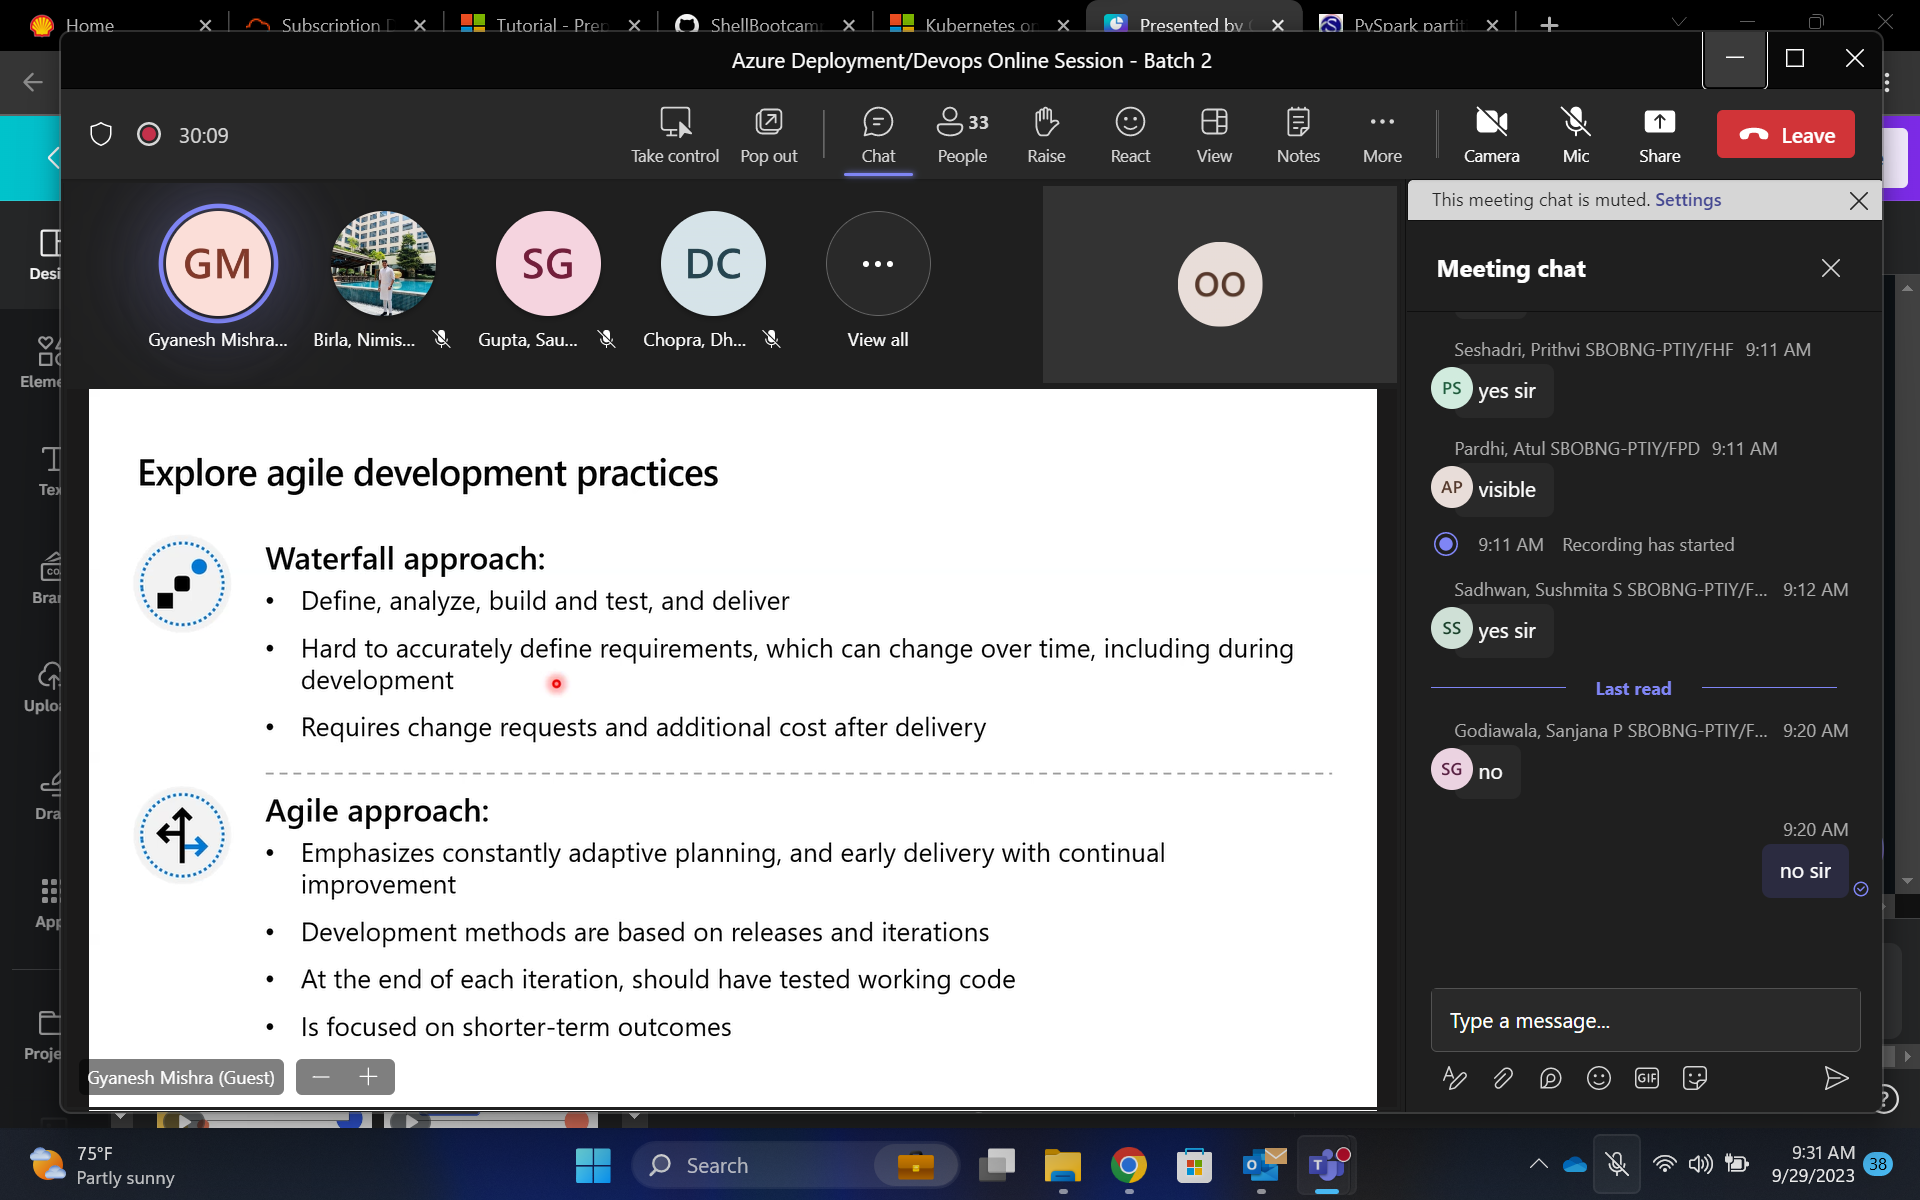 Home
Subscription
Tutorial - Prep
ShellBootcam
Kubernetes on
Presented by
PySpark partit
Azure Deployment/Devops Online Session - Batch 2
30:09
Take control
Pop out
Chat
33
People
Raise
React
View
Notes
More
Camera
Mic
Share
Leave
GM
SG
DC
OO
Gyanesh Mishra...
Birla, Nimis...
Gupta, Sau...
Chopra, Dh...
View all
Explore agile development practices
Waterfall approach:
• Define, analyze, build and test, and deliver
• Hard to accurately define requirements, which can change over time, including during
development
• Requires change requests and additional cost after delivery
Agile approach:
• Emphasizes constantly adaptive planning, and early delivery with continual
improvement
• Development methods are based on releases and iterations
• At the end of each iteration, should have tested working code
• Is focused on shorter-term outcomes
Gyanesh Mishra (Guest)
This meeting chat is muted. Settings
Meeting chat
Seshadri, Prithvi SBOBNG-PTIY/FHF 9:11 AM
PS yes sir
Pardhi, Atul SBOBNG-PTIY/FPD 9:11 AM
AP visible
9:11 AM Recording has started
Sadhwan, Sushmita S SBOBNG-PTIY/F... 9:12 AM
SS yes sir
Last read
Godiawala, Sanjana P SBOBNG-PTIY/F... 9:20 AM
SG no
9:20 AM
no sir
Type a message...
GIF
Desi
Eleme
Tex
Bran
Uploa
Dra
App
Proje
75°F
Partly sunny
Search
9:31 AM
9/29/2023
38